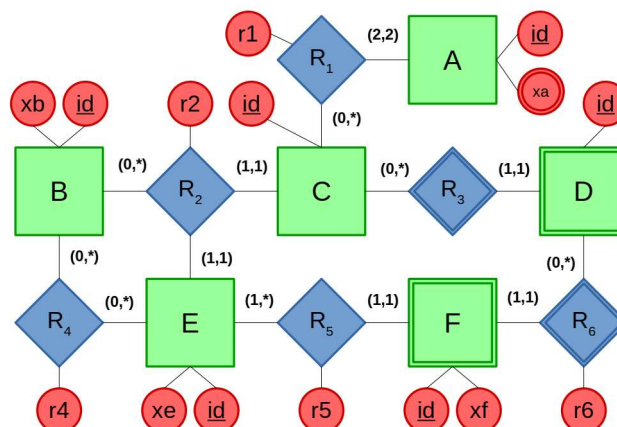 r1
R1
(2,2)
A
id
xa
xb
id
r2
id
(0,*)
id
B
(0,*)
R2
(1,1)
C
(0,*)
R3
(1,1)
D
(0,*)
(1,1)
(0,*)
R4
(0,*)
E
(1,*)
R5
(1,1)
F
(1,1)
R6
r4
xe
id
r5
id
xf
r6